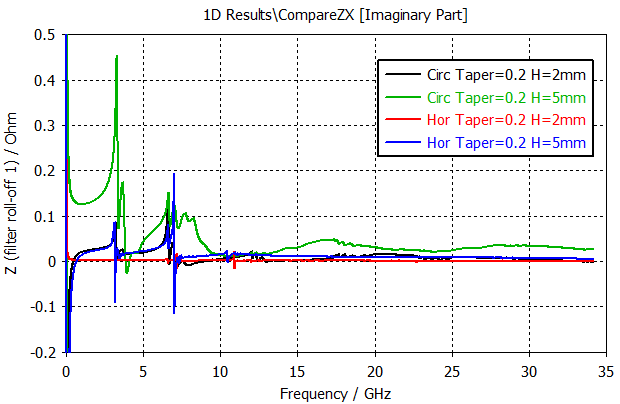 1D Results\CompareZX [Imaginary Part]
Z (filter roll-off 1) / Ohm
0.5
0.4
0.3
0.2
0.1
0
-0.1
-0.2
Circ Taper=0.2 H=2mm
Circ Taper=0.2 H=5mm
Hor Taper=0.2 H=2mm
Hor Taper=0.2 H=5mm
0 5 10 15 20 25 30 35
Frequency / GHz